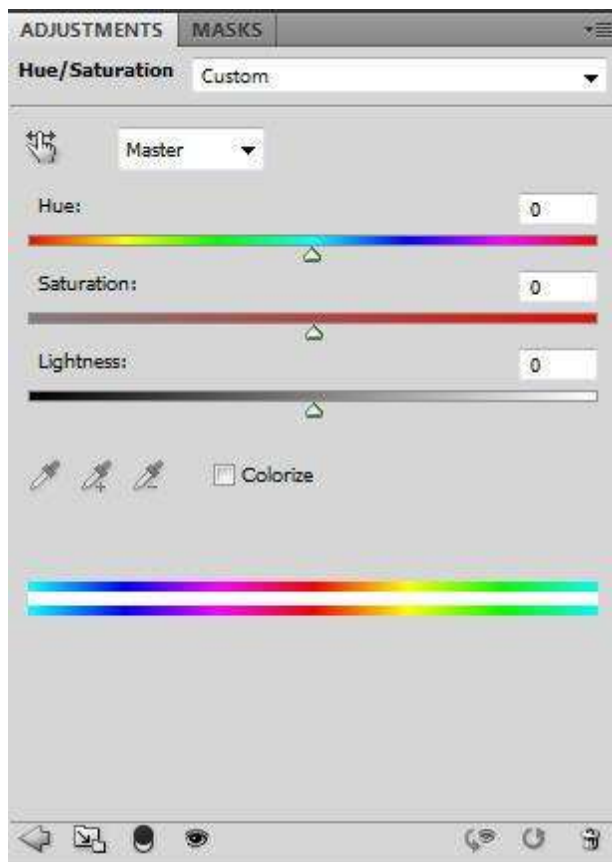 ADJUSTMENTS MASKS
Hue/Saturation Custom
Master
Hue: 0
Saturation: 0
Lightness: 0
Colorize